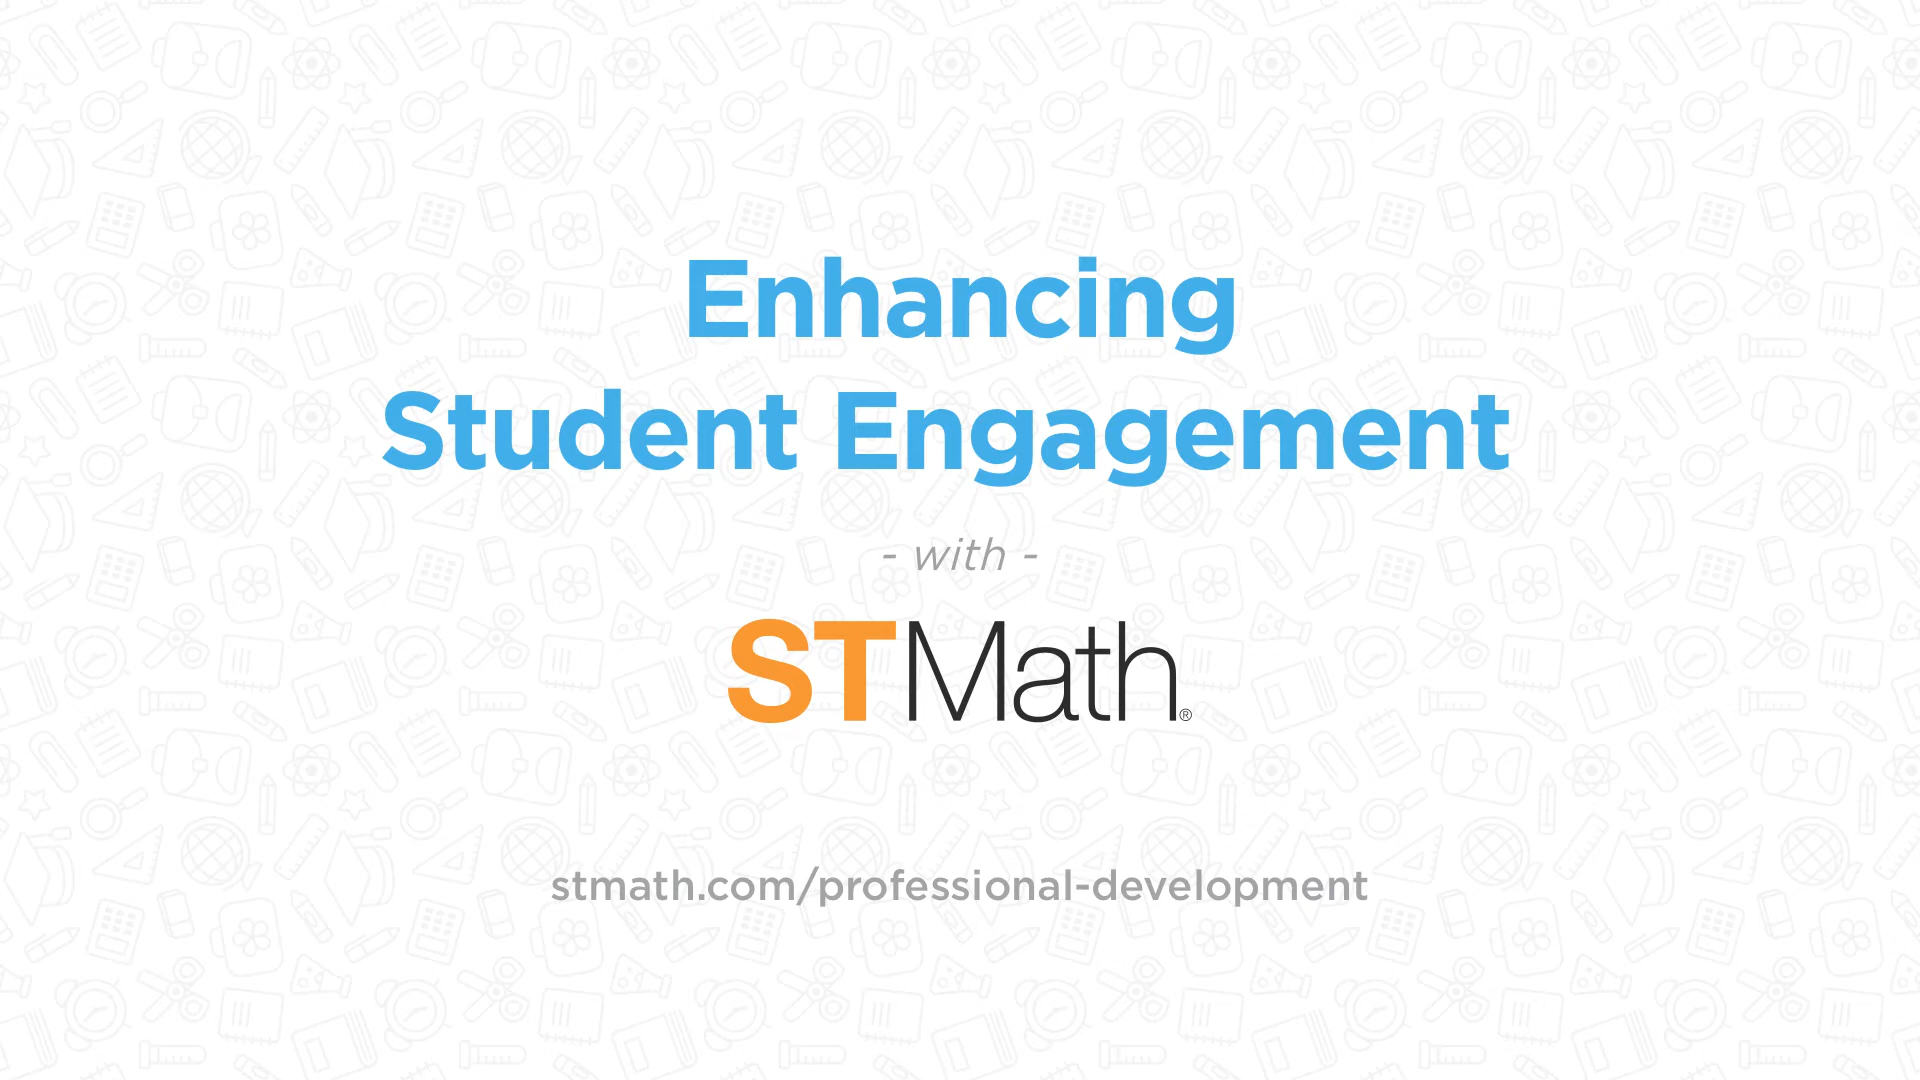 Enhancing
Student Engagement
- with -
STMath®
stmath.com/professional-development